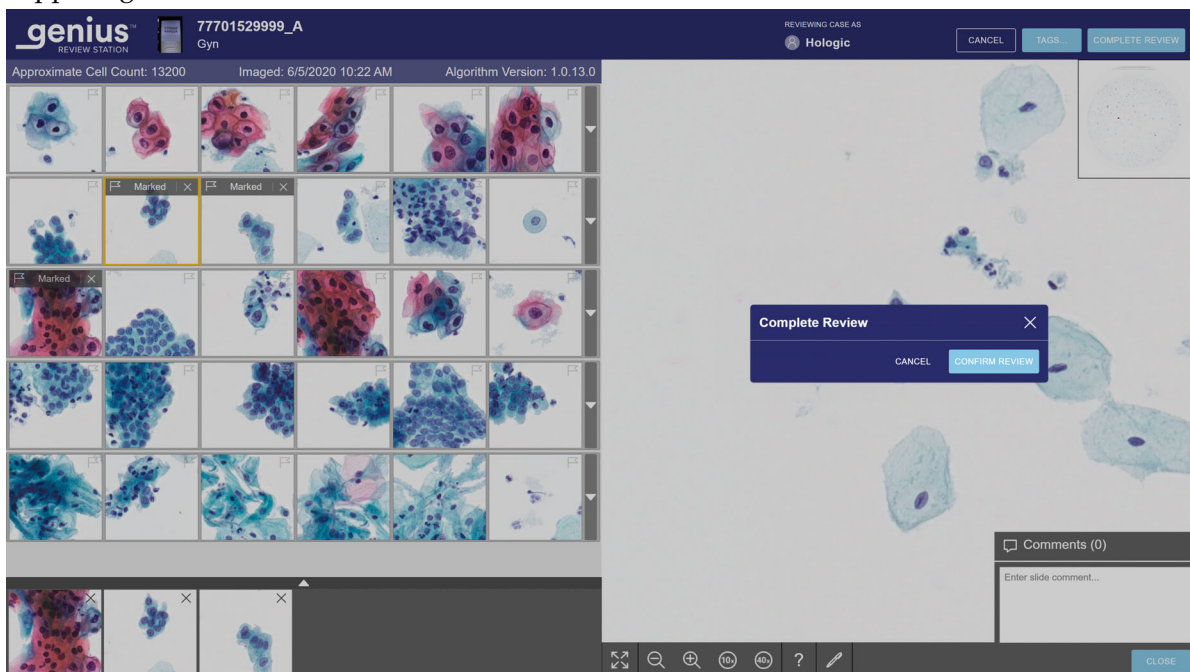 genius™
REVIEW STATION
77701529999_A
Gyn
REVIEWING CASE AS
Hologic
CANCEL
TAGS...
COMPLETE REVIEW
Approximate Cell Count: 13200
Imaged: 6/5/2020 10:22 AM
Algorithm Version: 1.0.13.0
Marked
Marked
Marked
Complete Review
CANCEL
CONFIRM REVIEW
Comments (0)
Enter slide comment...
10x
40x
?
CLOSE